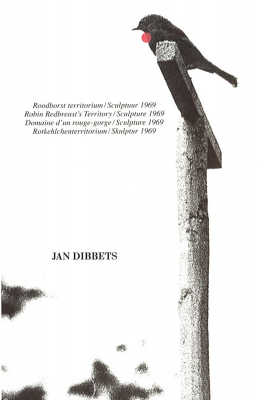 Roodborst territorium/Sculptuur 1969
Robin Redbreast's Territory/Sculpture 1969
Domaine d'un rouge-gorge/Sculpture 1969
Rotkehlchenterritorium/Skulptur 1969
JAN DIBBETS